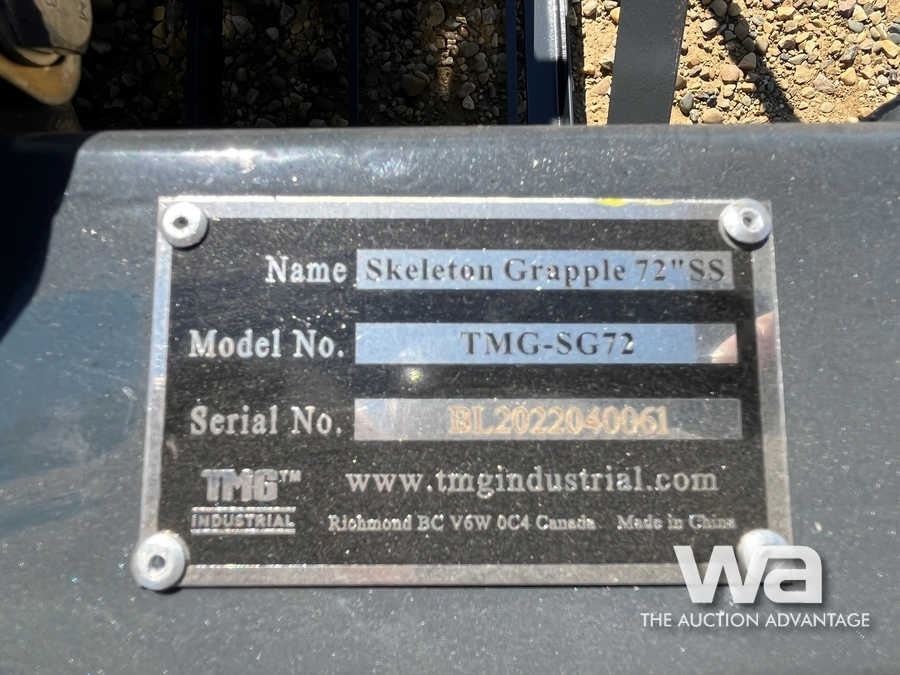 Name Skeleton Grapple 72"SS
Model No. TMG-SG72
Serial No. BL2022040061
TMG™ www.tmgindustrial.com
INDUSTRIAL Richmond BC V6W 0C4 Canada Made in China
wa
THE AUCTION ADVANTAGE